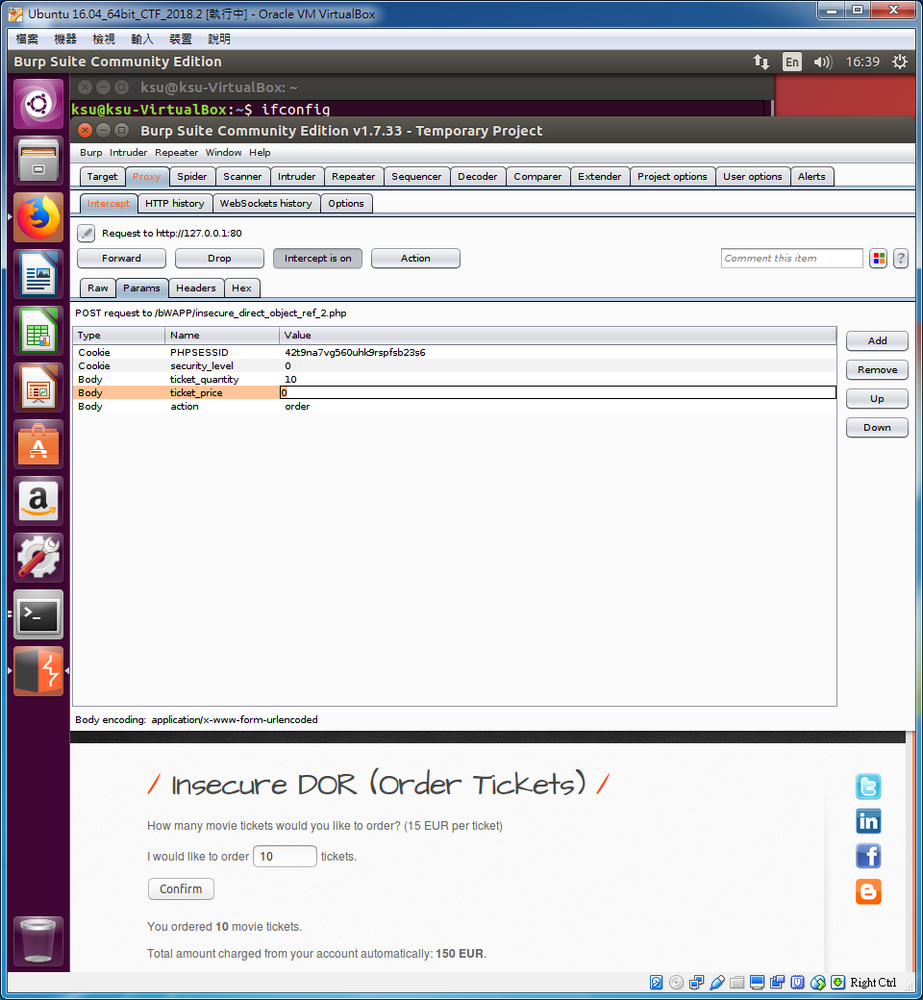 Ubuntu 16.04_64bit_CTF_2018.2 [執行中] - Oracle VM VirtualBox
檔案 機器 檢視 輸入 裝置 說明
Burp Suite Community Edition En 16:39
ksu@ksu-VirtualBox: ~
ksu@ksu-VirtualBox:~$ ifconfig
Burp Suite Community Edition v1.7.33 - Temporary Project
Burp Intruder Repeater Window Help
Target Proxy Spider Scanner Intruder Repeater Sequencer Decoder Comparer Extender Project options User options Alerts
Intercept HTTP history WebSockets history Options
Request to http://127.0.0.1:80
Forward Drop Intercept is on Action Comment this item ?
Raw Params Headers Hex
POST request to /bWAPP/insecure_direct_object_ref_2.php
Type Name Value
Cookie PHPSESSID 42t9na7vg560uhk9rspfsb23s6
Cookie security_level 0
Body ticket_quantity 10
Body ticket_price 0
Body action order
Add
Remove
Up
Down
Body encoding: application/x-www-form-urlencoded
/ Insecure DOR (Order Tickets) /
How many movie tickets would you like to order? (15 EUR per ticket)
I would like to order 10 tickets.
Confirm
You ordered 10 movie tickets.
Total amount charged from your account automatically: 150 EUR.
Right Ctrl